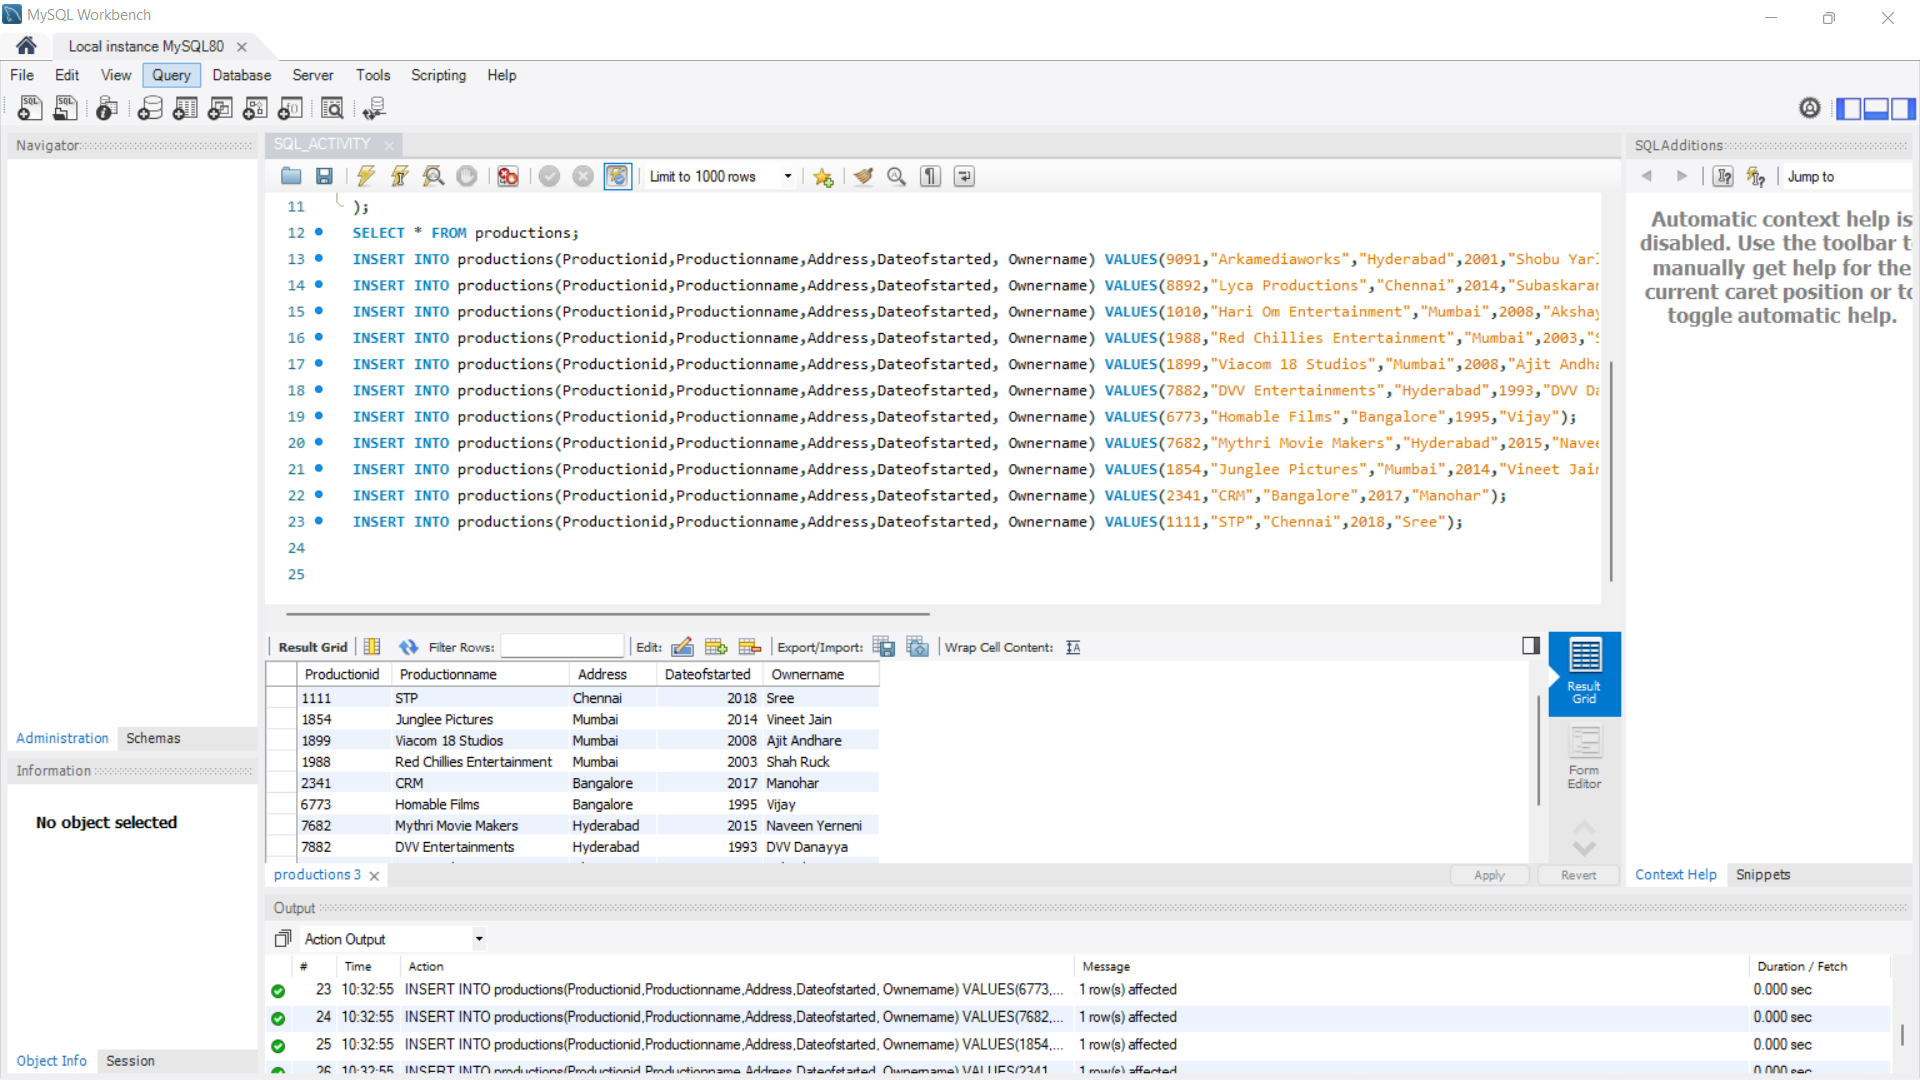 MySQL Workbench
Local instance MySQL80
File Edit View Query Database Server Tools Scripting Help
Navigator
SQL_ACTIVITY
SQLAdditions
Limit to 1000 rows
Jump to
11 );
12 SELECT * FROM productions;
13 INSERT INTO productions(Productionid,Productionname,Address,Dateofstarted, Ownername) VALUES(9091,"Arkamediaworks","Hyderabad",2001,"Shobu Yar
14 INSERT INTO productions(Productionid,Productionname,Address,Dateofstarted, Ownername) VALUES(8892,"Lyca Productions","Chennai",2014,"Subaskara
15 INSERT INTO productions(Productionid,Productionname,Address,Dateofstarted, Ownername) VALUES(1010,"Hari Om Entertainment","Mumbai",2008,"Akshay
16 INSERT INTO productions(Productionid,Productionname,Address,Dateofstarted, Ownername) VALUES(1988,"Red Chillies Entertainment","Mumbai",2003,"S
17 INSERT INTO productions(Productionid,Productionname,Address,Dateofstarted, Ownername) VALUES(1899,"Viacom 18 Studios","Mumbai",2008,"Ajit Andha
18 INSERT INTO productions(Productionid,Productionname,Address,Dateofstarted, Ownername) VALUES(7882,"DVV Entertainments","Hyderabad",1993,"DVV Da
19 INSERT INTO productions(Productionid,Productionname,Address,Dateofstarted, Ownername) VALUES(6773,"Homable Films","Bangalore",1995,"Vijay");
20 INSERT INTO productions(Productionid,Productionname,Address,Dateofstarted, Ownername) VALUES(7682,"Mythri Movie Makers","Hyderabad",2015,"Navee
21 INSERT INTO productions(Productionid,Productionname,Address,Dateofstarted, Ownername) VALUES(1854,"Junglee Pictures","Mumbai",2014,"Vineet Jain
22 INSERT INTO productions(Productionid,Productionname,Address,Dateofstarted, Ownername) VALUES(2341,"CRM","Bangalore",2017,"Manohar");
23 INSERT INTO productions(Productionid,Productionname,Address,Dateofstarted, Ownername) VALUES(1111,"STP","Chennai",2018,"Sree");
24
25
Automatic context help is
disabled. Use the toolbar t
manually get help for the
current caret position or to
toggle automatic help.
Result Grid Filter Rows: Edit: Export/Import: Wrap Cell Content:
Productionid Productionname Address Dateofstarted Ownername
1111 STP Chennai 2018 Sree
1854 Junglee Pictures Mumbai 2014 Vineet Jain
1899 Viacom 18 Studios Mumbai 2008 Ajit Andhare
1988 Red Chillies Entertainment Mumbai 2003 Shah Ruck
2341 CRM Bangalore 2017 Manohar
6773 Homable Films Bangalore 1995 Vijay
7682 Mythri Movie Makers Hyderabad 2015 Naveen Yerneni
7882 DVV Entertainments Hyderabad 1993 DVV Danayya
Result
Grid
Form
Editor
Administration Schemas
Information
No object selected
productions 3
Apply Revert
Context Help Snippets
Output
Action Output
# Time Action Message Duration / Fetch
23 10:32:55 INSERT INTO productions(Productionid,Productionname,Address,Dateofstarted, Ownername) VALUES(6773,... 1 row(s) affected 0.000 sec
24 10:32:55 INSERT INTO productions(Productionid,Productionname,Address,Dateofstarted, Ownername) VALUES(7682,... 1 row(s) affected 0.000 sec
25 10:32:55 INSERT INTO productions(Productionid,Productionname,Address,Dateofstarted, Ownername) VALUES(1854,... 1 row(s) affected 0.000 sec
26 10:32:55 INSERT INTO productions(Productionid,Productionname,Address,Dateofstarted, Ownername) VALUES(2341 1 row(s) affected 0.000 sec
Object Info Session